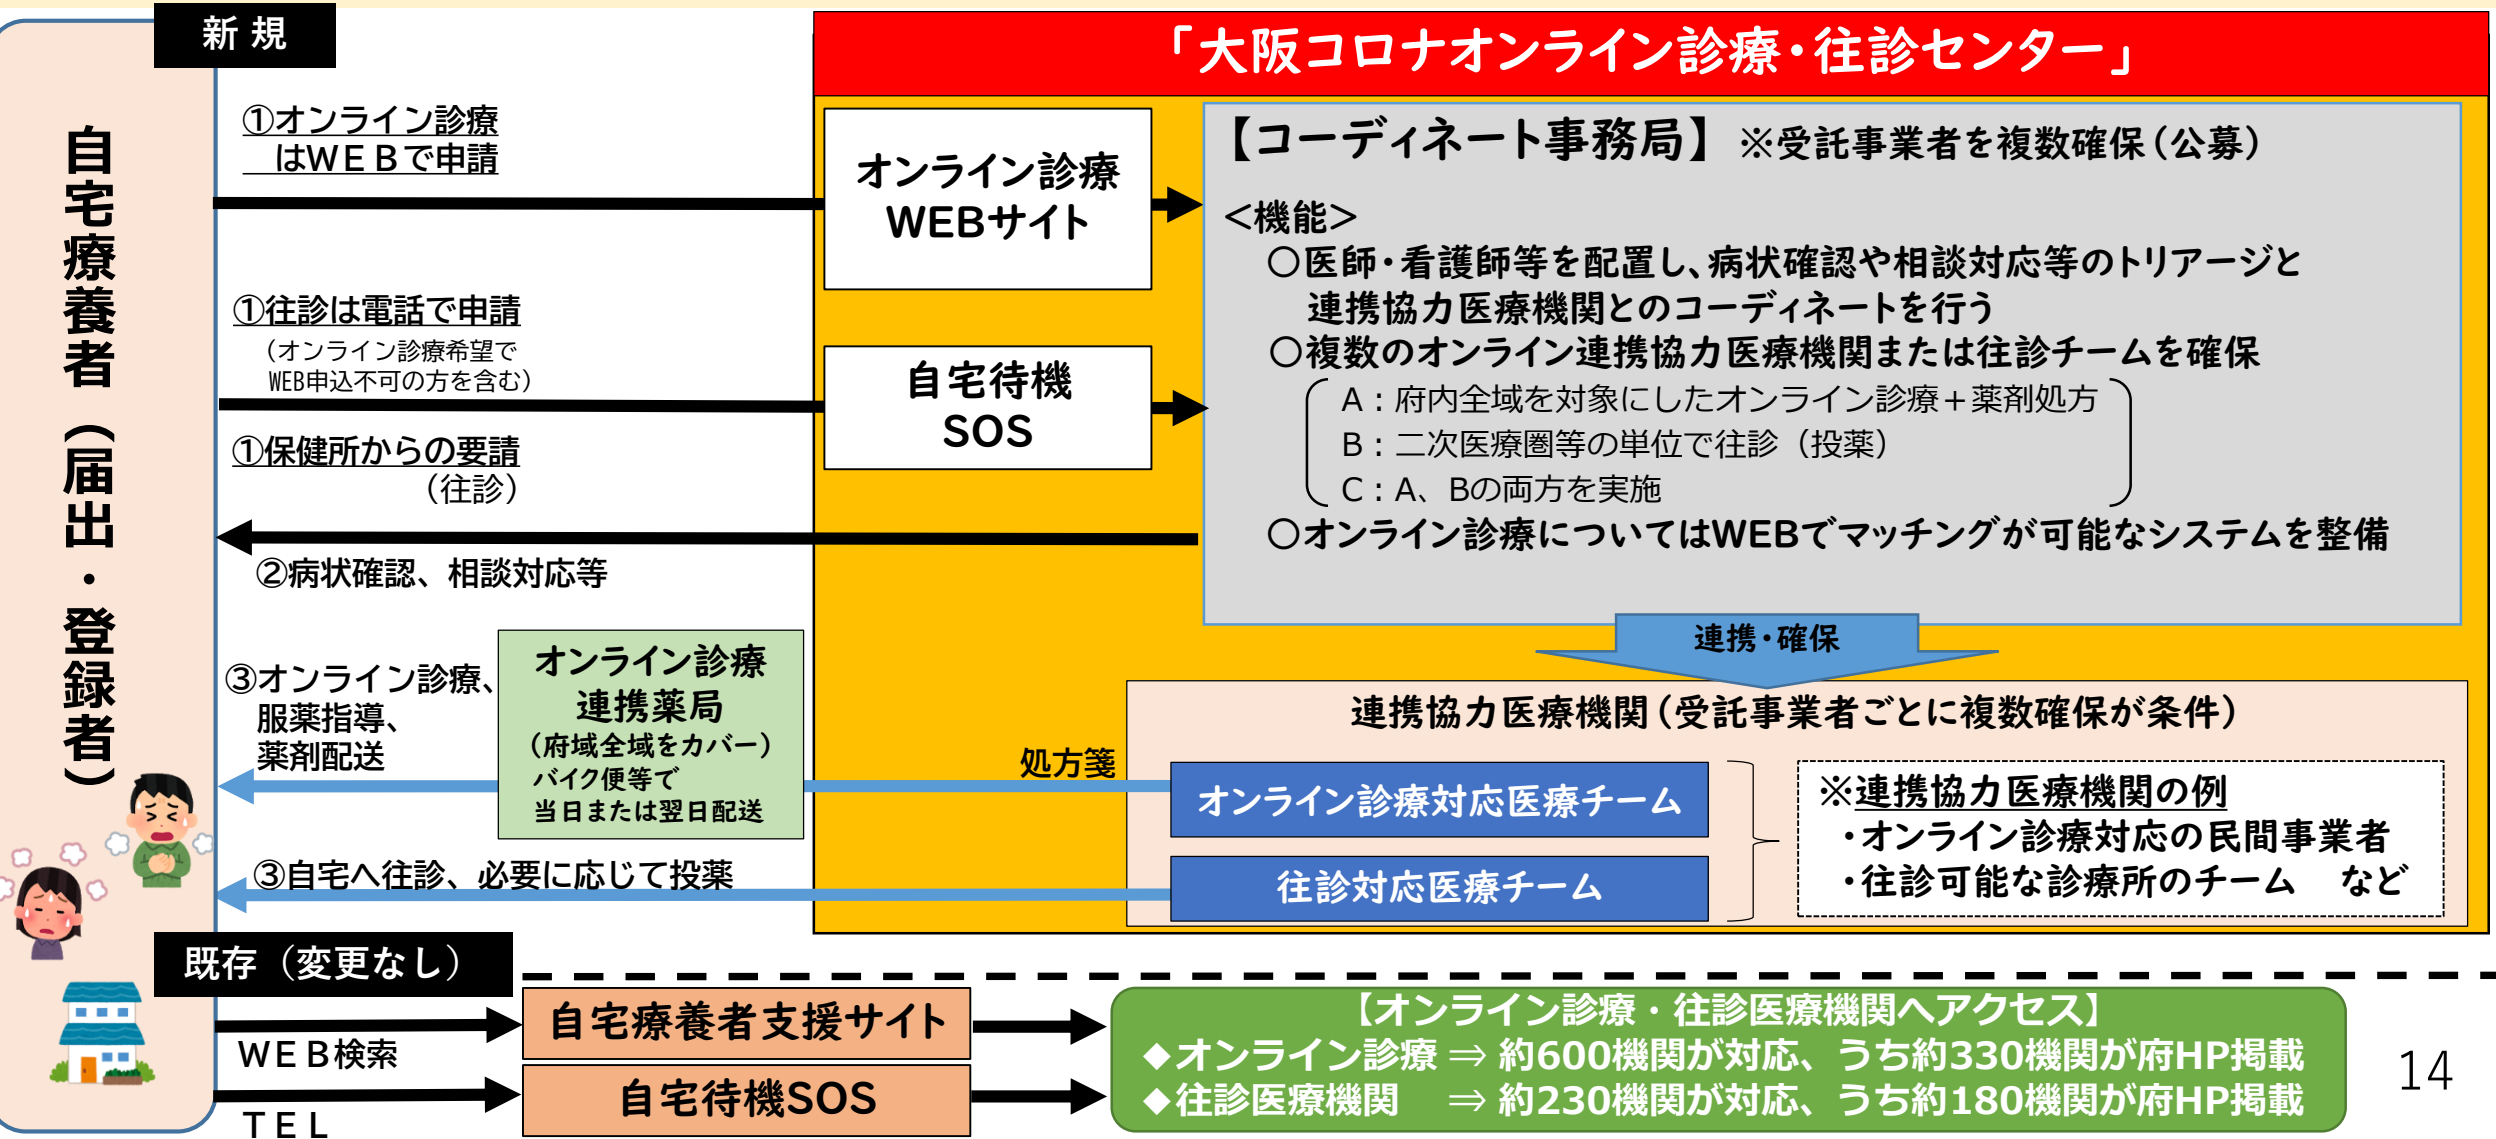 新 規
「大阪コロナオンライン診療・往診センター」
自宅療養者（届出・登録者）
①オンライン診療
はＷＥＢで申請
オンライン診療
WEBサイト
①往診は電話で申請
（オンライン診療希望で
WEB申込不可の方を含む）
自宅待機
SOS
①保健所からの要請
（往診）
②病状確認、相談対応等
【コーディネート事務局】 ※受託事業者を複数確保（公募）
＜機能＞
○医師・看護師等を配置し、病状確認や相談対応等のトリアージと
連携協力医療機関とのコーディネートを行う
○複数のオンライン連携協力医療機関または往診チームを確保
Ａ：府内全域を対象にしたオンライン診療＋薬剤処方
Ｂ：二次医療圏等の単位で往診（投薬）
Ｃ：Ａ、Ｂの両方を実施
○オンライン診療についてはWEBでマッチングが可能なシステムを整備
連携・確保
③オンライン診療、
服薬指導、
薬剤配送
オンライン診療
連携薬局
（府域全域をカバー）
バイク便等で
当日または翌日配送
処方箋
連携協力医療機関（受託事業者ごとに複数確保が条件）
オンライン診療対応医療チーム
往診対応医療チーム
※連携協力医療機関の例
・オンライン診療対応の民間事業者
・往診可能な診療所のチーム　など
③自宅へ往診、必要に応じて投薬
既存（変更なし）
自宅療養者支援サイト
ＷＥＢ検索
自宅待機SOS
ＴＥＬ
【オンライン診療・往診医療機関へアクセス】
◆オンライン診療 ⇒ 約600機関が対応、うち約330機関が府HP掲載
◆往診医療機関　 ⇒ 約230機関が対応、うち約180機関が府HP掲載
14